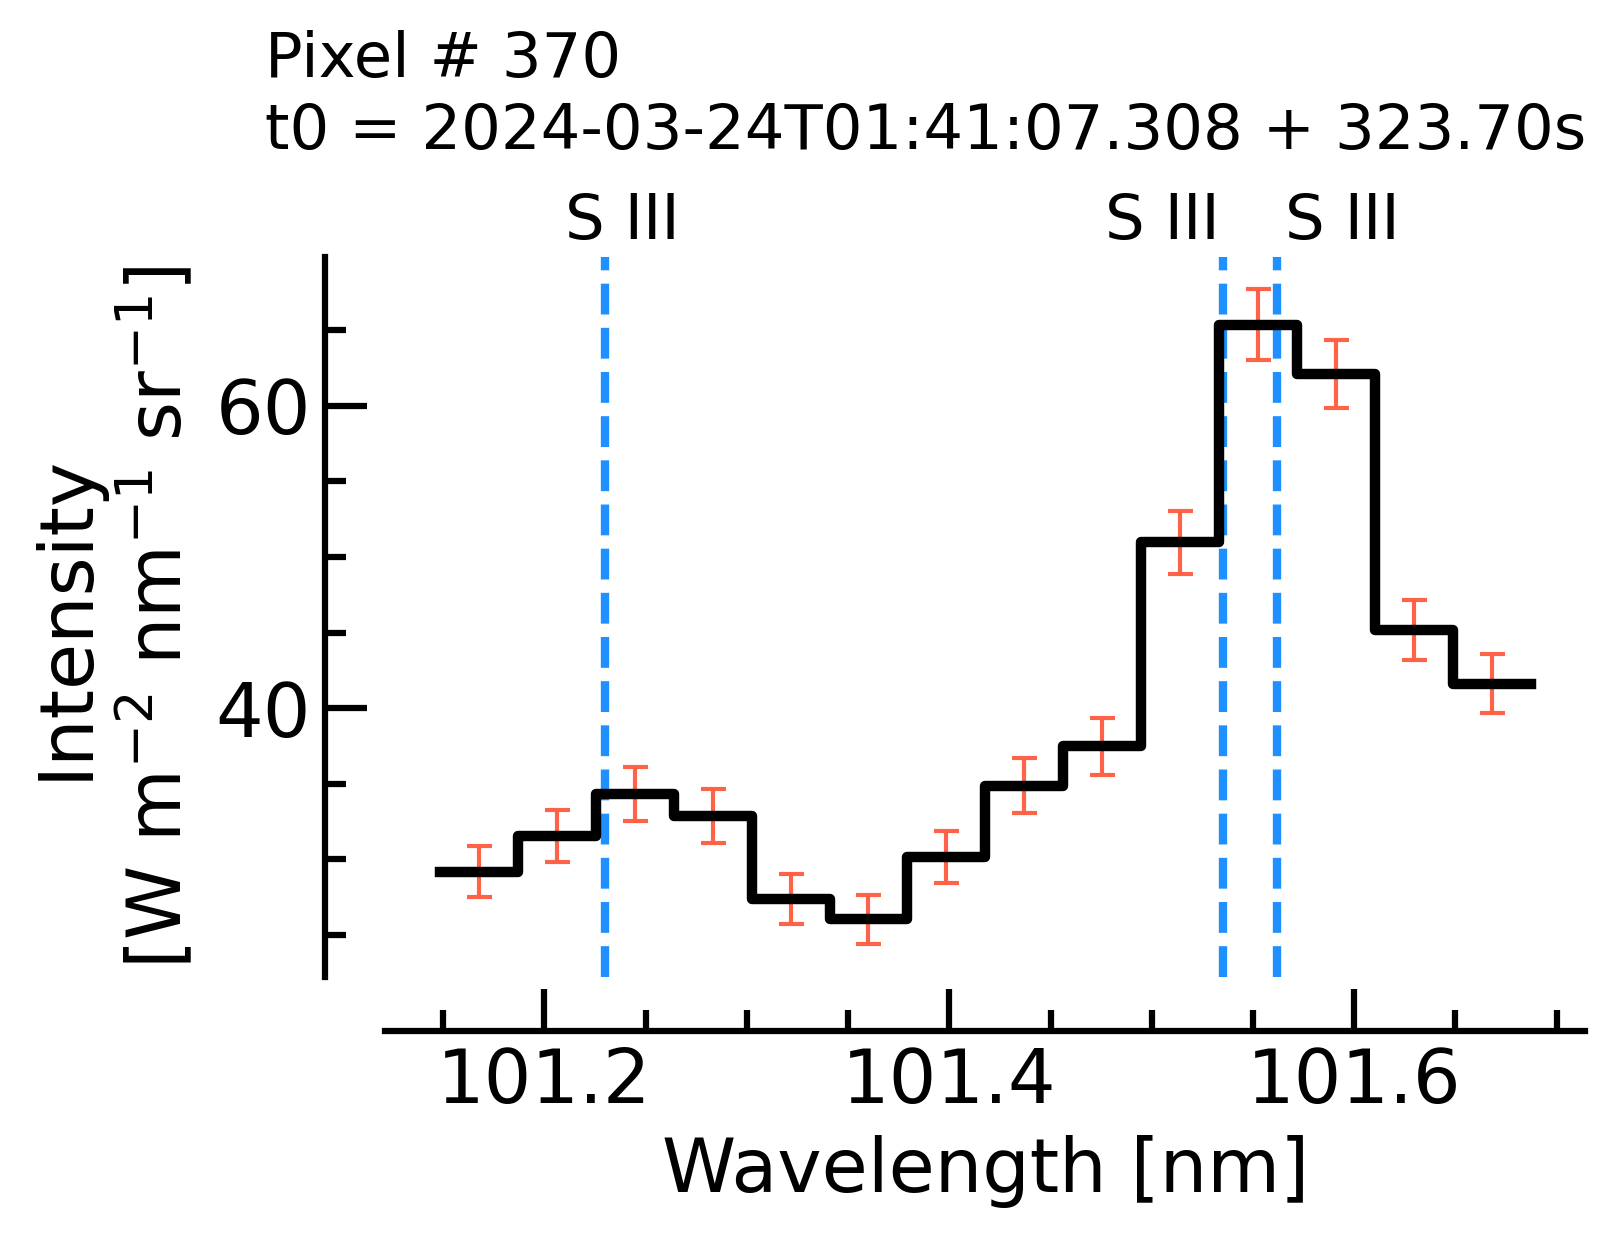 Pixel # 370
t0 = 2024-03-24T01:41:07.308 + 323.70s
S III S III S III
Intensity
[W m⁻² nm⁻¹ sr⁻¹]
60
40
101.2 101.4 101.6
Wavelength [nm]